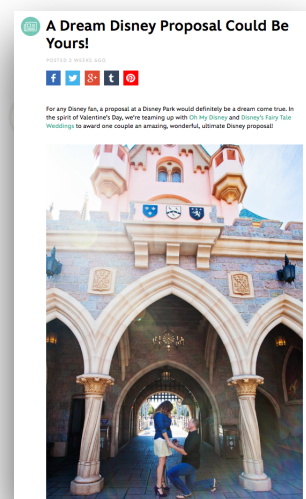 A Dream Disney Proposal Could Be
Yours!
POSTED 2 WEEKS AGO
For any Disney fan, a proposal at a Disney Park would definitely be a dream come true. In
the spirit of Valentine's Day, we're teaming up with Oh My Disney and Disney's Fairy Tale
Weddings to award one couple an amazing, wonderful, ultimate Disney proposal!